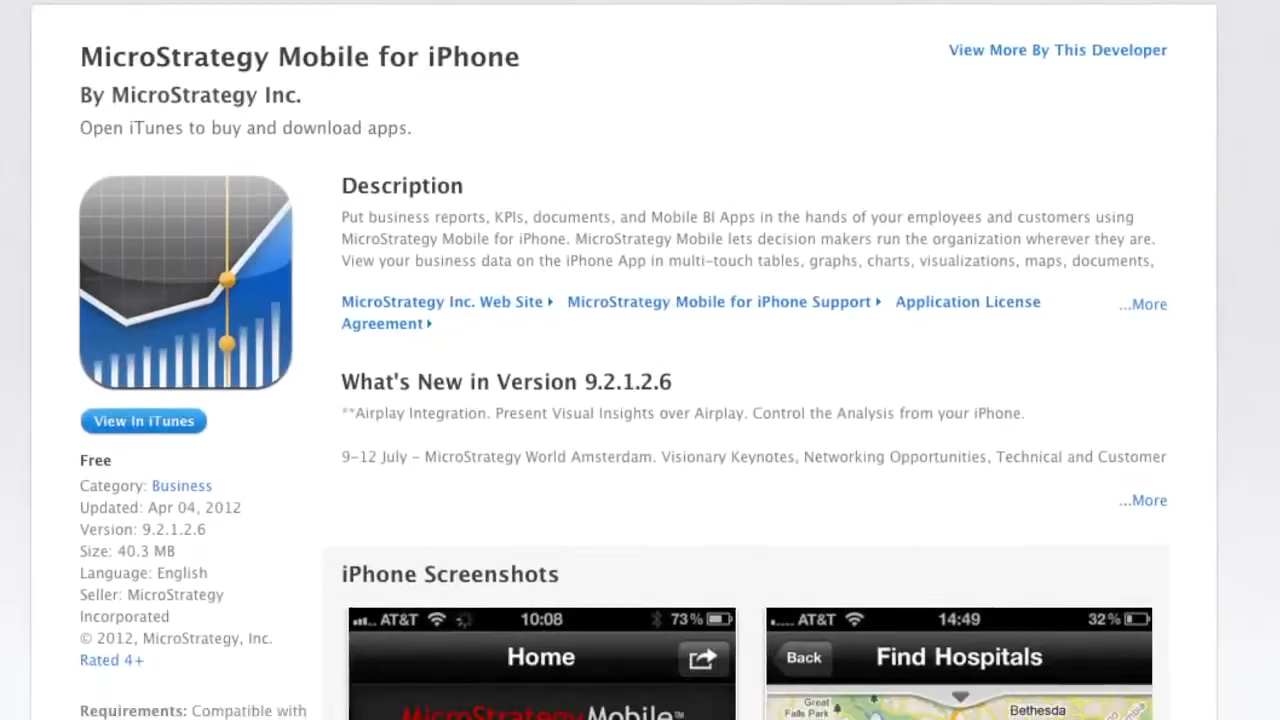 MicroStrategy Mobile for iPhone
View More By This Developer
By MicroStrategy Inc.
Open iTunes to buy and download apps.
Description
Put business reports, KPIs, documents, and Mobile BI Apps in the hands of your employees and customers using
MicroStrategy Mobile for iPhone. MicroStrategy Mobile lets decision makers run the organization wherever they are.
View your business data on the iPhone App in multi-touch tables, graphs, charts, visualizations, maps, documents,
MicroStrategy Inc. Web Site MicroStrategy Mobile for iPhone Support Application License
Agreement
...More
What's New in Version 9.2.1.2.6
**Airplay Integration. Present Visual Insights over Airplay. Control the Analysis from your iPhone.
9-12 July - MicroStrategy World Amsterdam. Visionary Keynotes, Networking Opportunities, Technical and Customer
...More
View In iTunes
Free
Category: Business
Updated: Apr 04, 2012
Version: 9.2.1.2.6
Size: 40.3 MB
Language: English
Seller: MicroStrategy
Incorporated
© 2012, MicroStrategy, Inc.
Rated 4+
Requirements: Compatible with
iPhone Screenshots
AT&T 10:08 73%
Home
MicroStrategy Mobile™
AT&T 14:49 32%
Back Find Hospitals
Great
Falls Park
Bethesda